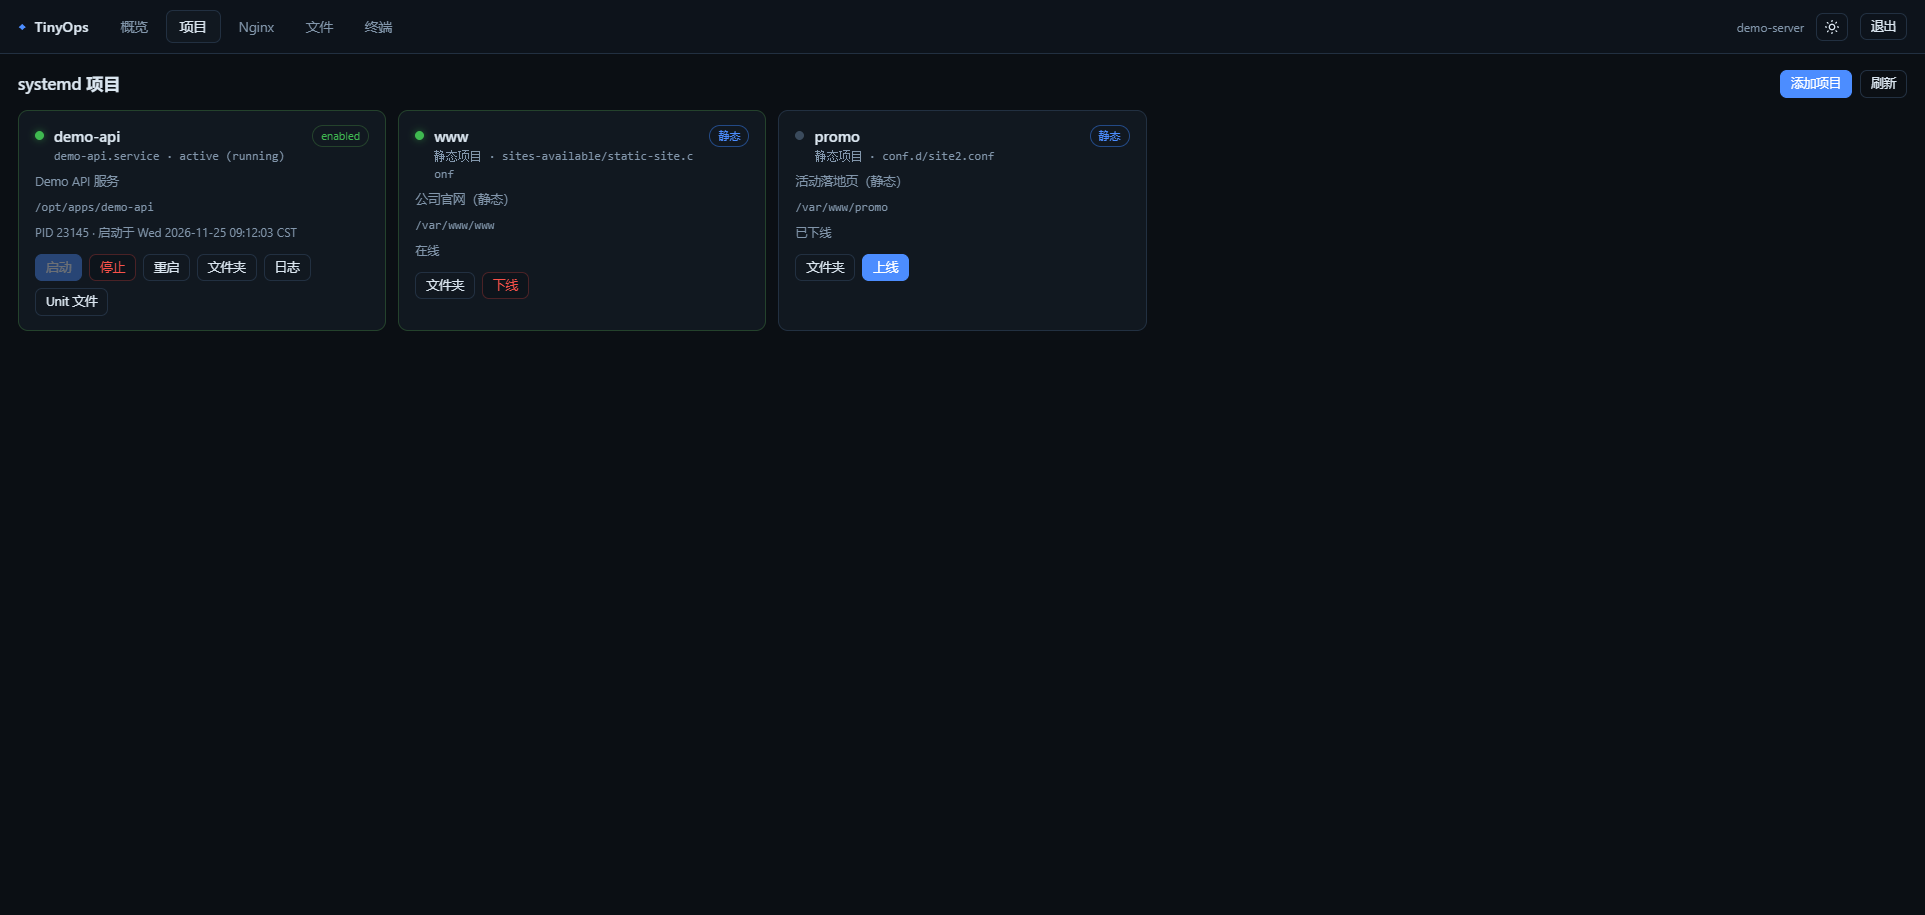 TinyOps 概览 项目 Nginx 文件 终端 demo-server 退出
systemd 项目 添加项目 刷新
demo-api enabled
demo-api.service · active (running)
Demo API 服务
/opt/apps/demo-api
PID 23145 · 启动于 Wed 2026-11-25 09:12:03 CST
启动 停止 重启 文件夹 日志
Unit 文件
www 静态
静态项目 · sites-available/static-site.c
onf
公司官网（静态）
/var/www/www
在线
文件夹 下线
promo 静态
静态项目 · conf.d/site2.conf
活动落地页（静态）
/var/www/promo
已下线
文件夹 上线